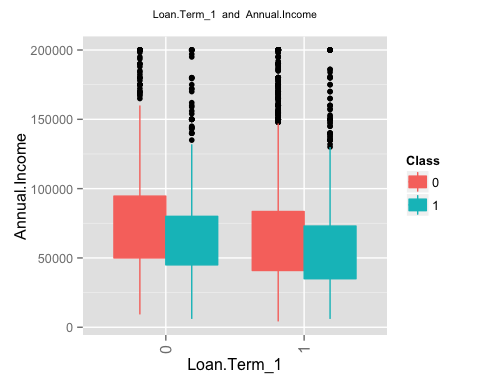 Loan.Term_1 and Annual.Income
Annual.Income
200000
150000
100000
50000
0
0
1
Loan.Term_1
Class
0
1